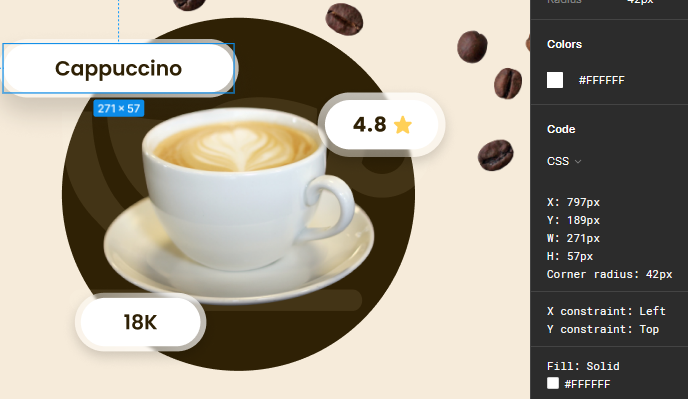 Cappuccino
271 × 57
4.8
18K
Radius 42px
Colors
#FFFFFF
Code
CSS
X: 797px
Y: 189px
W: 271px
H: 57px
Corner radius: 42px
X constraint: Left
Y constraint: Top
Fill: Solid
#FFFFFF